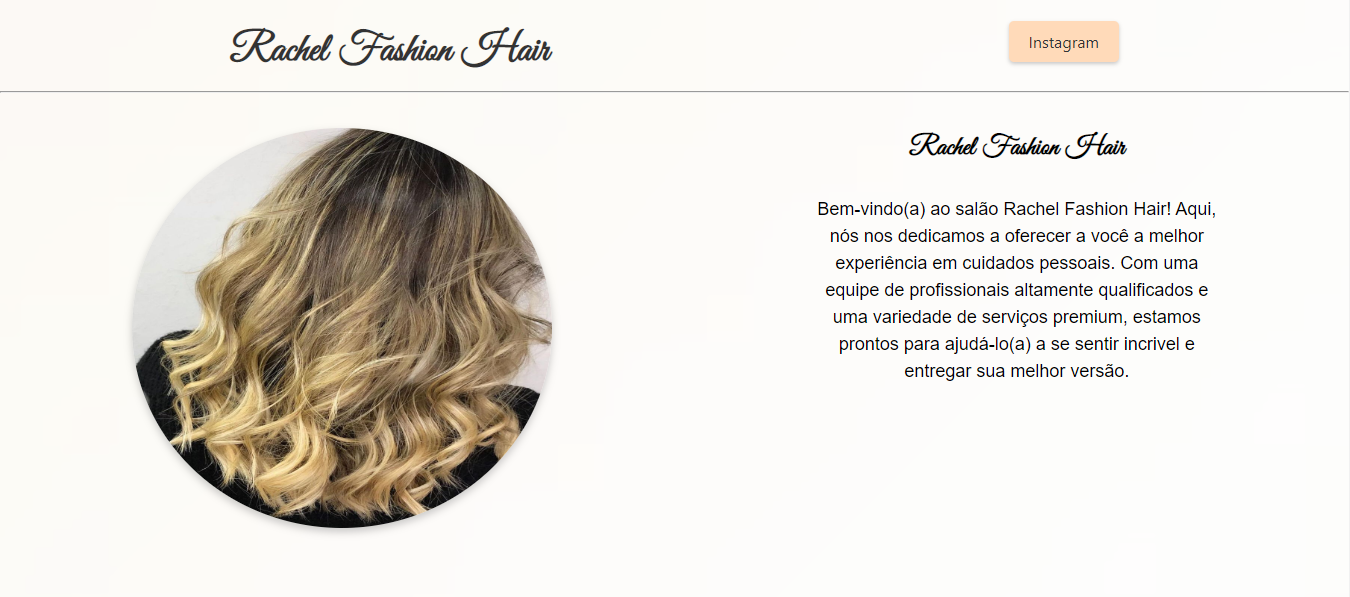 Rachel Fashion Hair
Instagram
Rachel Fashion Hair
Bem-vindo(a) ao salão Rachel Fashion Hair! Aqui,
nós nos dedicamos a oferecer a você a melhor
experiência em cuidados pessoais. Com uma
equipe de profissionais altamente qualificados e
uma variedade de serviços premium, estamos
prontos para ajudá-lo(a) a se sentir incrivel e
entregar sua melhor versão.